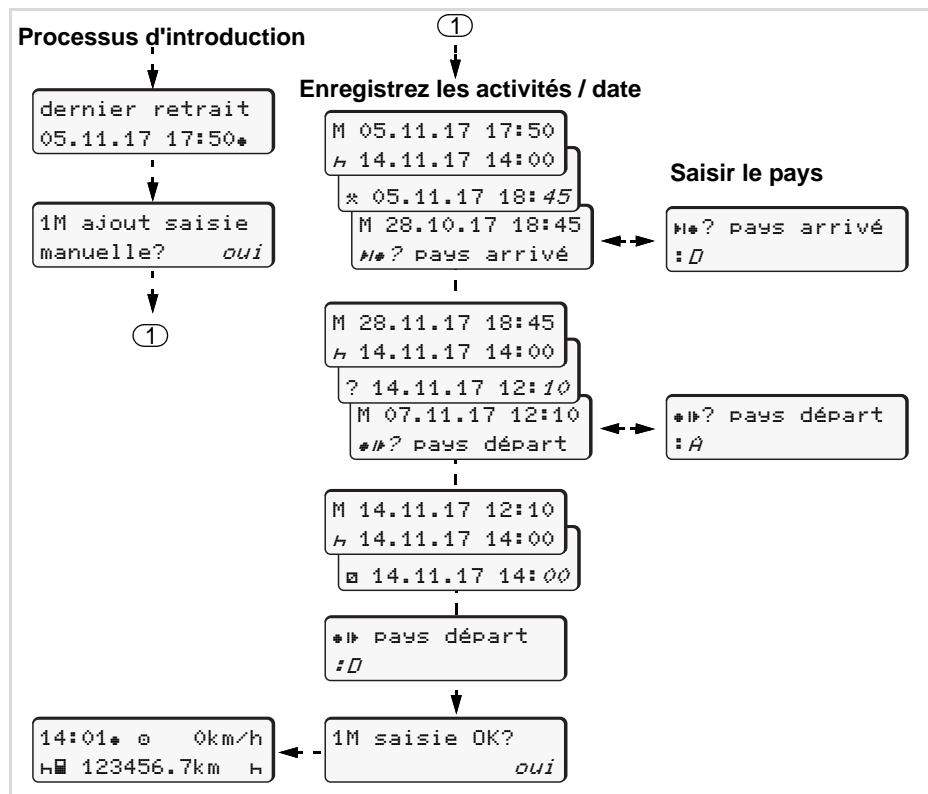 Processus d'introduction
dernier retrait
05.11.17 17:50●
1M ajout saisie
manuelle? oui
1
1
Enregistrez les activités / date
M 05.11.17 17:50
14.11.17 14:00
05.11.17 18:45
M 28.10.17 18:45
? pays arrivé
Saisir le pays
? pays arrivé
:D
M 28.11.17 18:45
14.11.17 14:00
? 14.11.17 12:10
M 07.11.17 12:10
? pays départ
? pays départ
:A
M 14.11.17 12:10
14.11.17 14:00
14.11.17 14:00
pays départ
:D
1M saisie OK?
oui
14:01● 0km/h
123456.7km